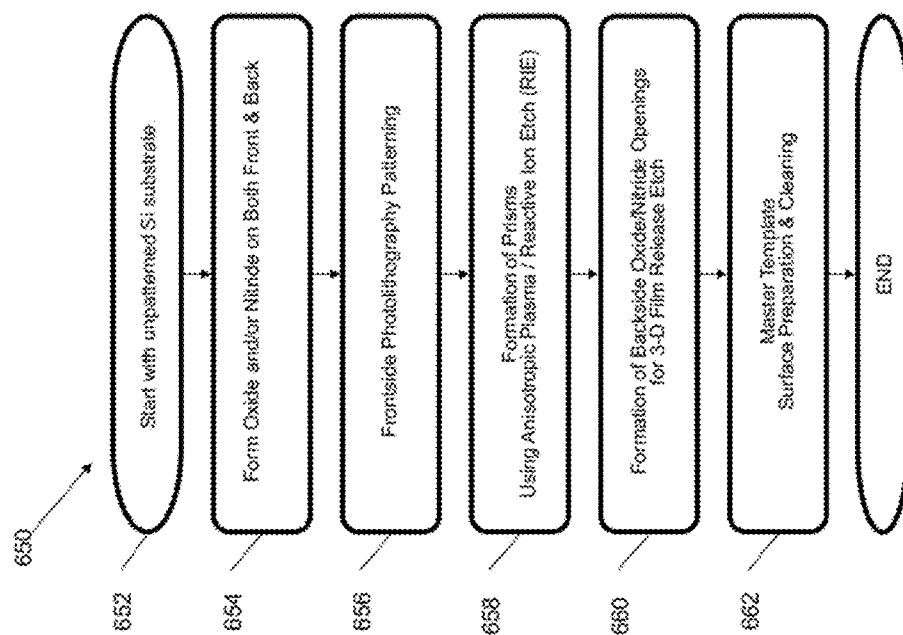 650
652
Start with unpatterned Si substrate
654
Form Oxide and/or Nitride on Both Front & Back
656
Frontside Photolithography Patterning
658
Formation of Prisms
Using Anisotropic Plasma / Reactive Ion Etch (RIE)
660
Formation of Backside Oxide/Nitride Openings
for 3-D Film Release Etch
662
Master Template
Surface Preparation & Cleaning
END